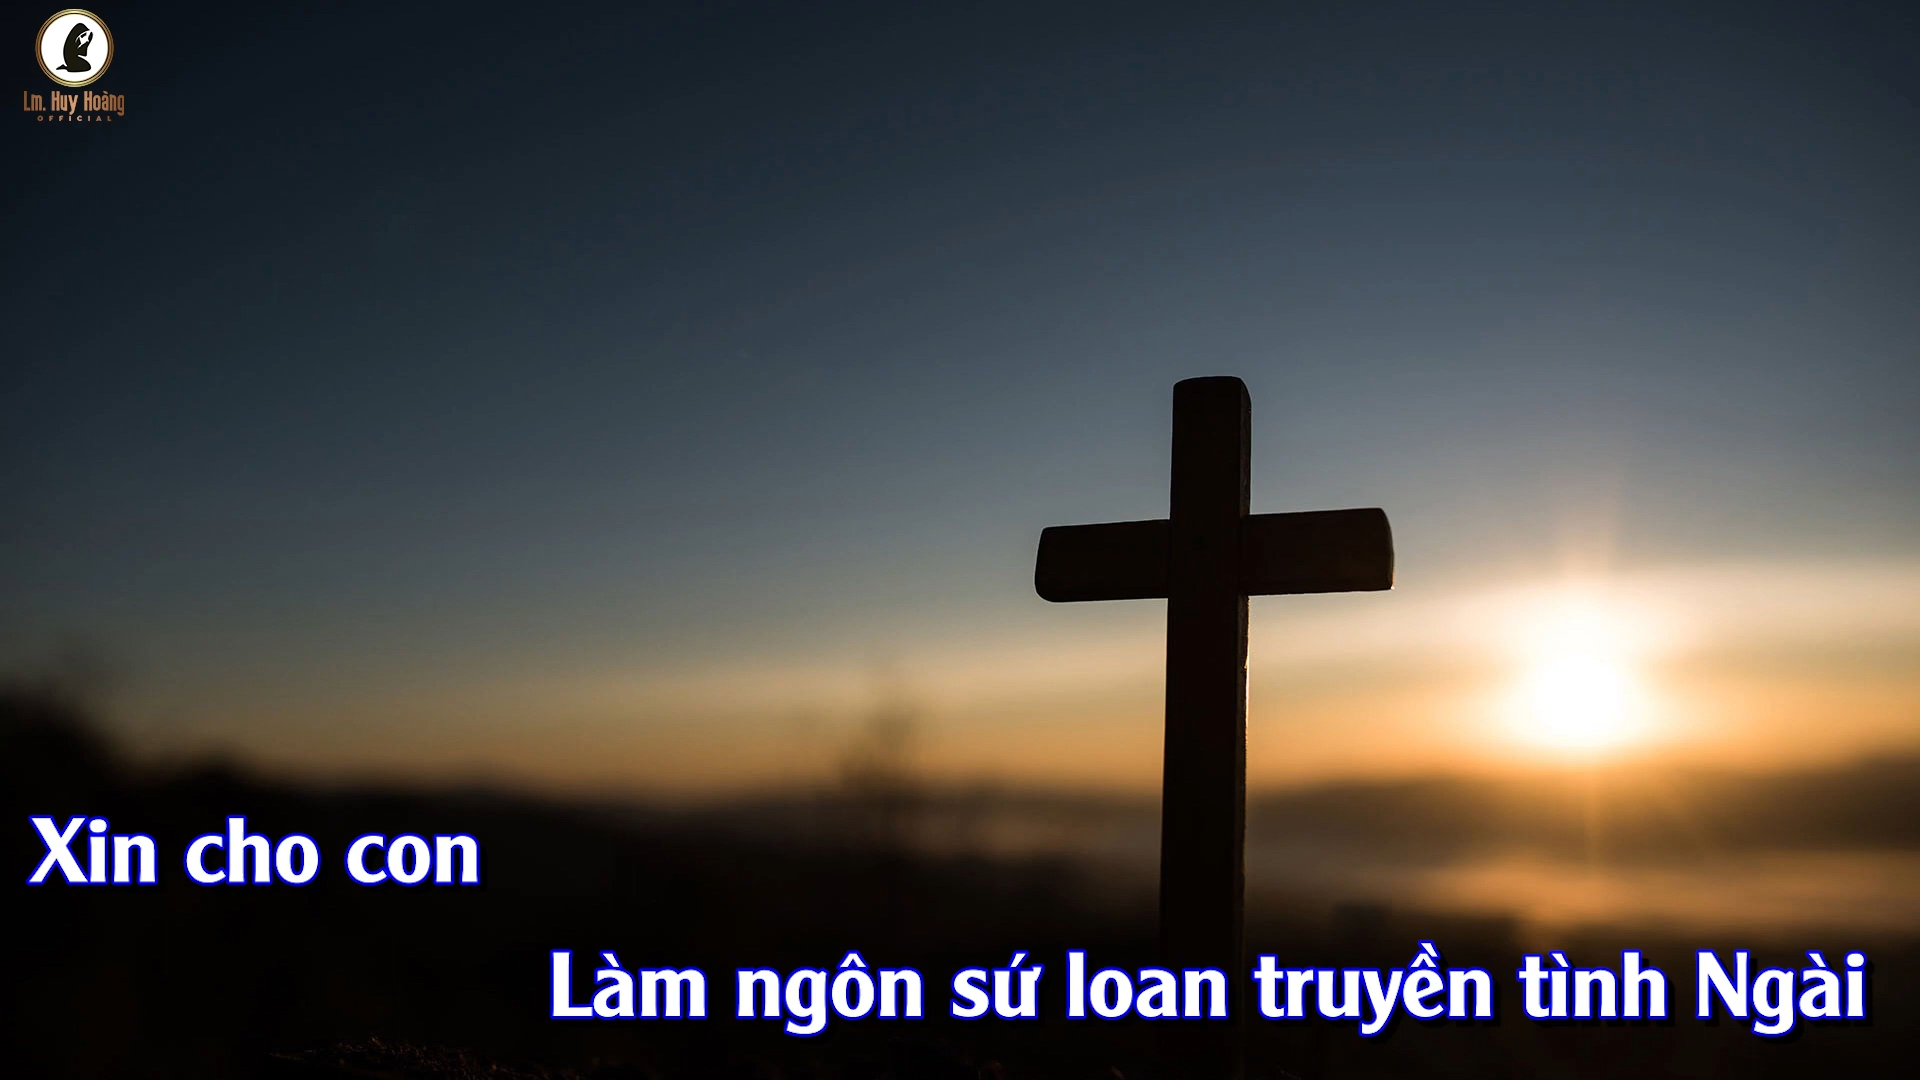 Lm. Huy Hoàng
OFFICIAL
Xin cho con
Làm ngôn sứ loan truyền tình Ngài